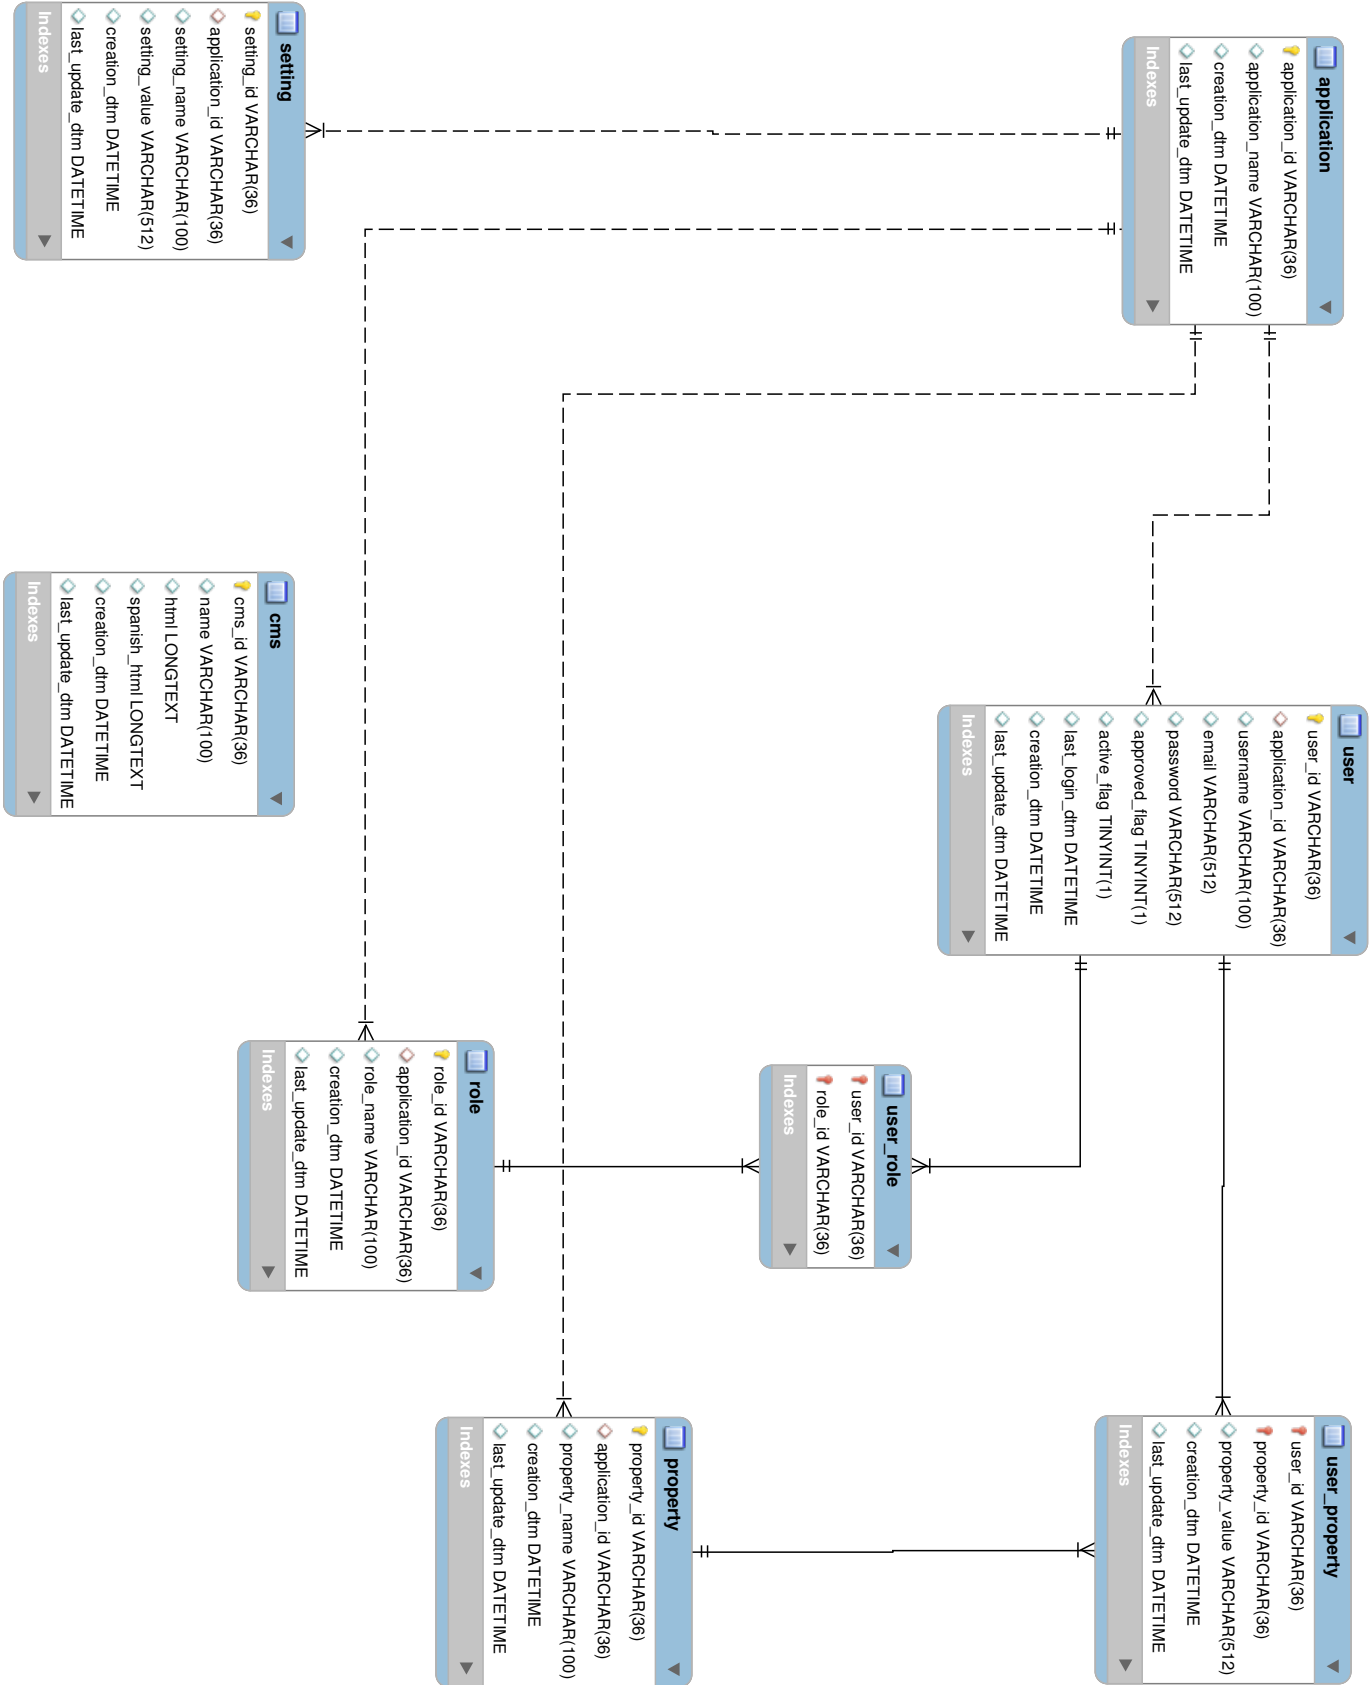 application
application_id VARCHAR(36)
application_name VARCHAR(100)
creation_dtm DATETIME
last_update_dtm DATETIME
Indexes
user
user_id VARCHAR(36)
application_id VARCHAR(36)
username VARCHAR(100)
email VARCHAR(512)
password VARCHAR(512)
approved_flag TINYINT(1)
active_flag TINYINT(1)
last_login_dtm DATETIME
creation_dtm DATETIME
last_update_dtm DATETIME
Indexes
user_property
user_id VARCHAR(36)
property_id VARCHAR(36)
property_value VARCHAR(512)
creation_dtm DATETIME
last_update_dtm DATETIME
Indexes
user_role
user_id VARCHAR(36)
role_id VARCHAR(36)
Indexes
property
property_id VARCHAR(36)
application_id VARCHAR(36)
property_name VARCHAR(100)
creation_dtm DATETIME
last_update_dtm DATETIME
Indexes
role
role_id VARCHAR(36)
application_id VARCHAR(36)
role_name VARCHAR(100)
creation_dtm DATETIME
last_update_dtm DATETIME
Indexes
setting
setting_id VARCHAR(36)
application_id VARCHAR(36)
setting_name VARCHAR(100)
setting_value VARCHAR(512)
creation_dtm DATETIME
last_update_dtm DATETIME
Indexes
cms
cms_id VARCHAR(36)
name VARCHAR(100)
html LONGTEXT
spanish_html LONGTEXT
creation_dtm DATETIME
last_update_dtm DATETIME
Indexes